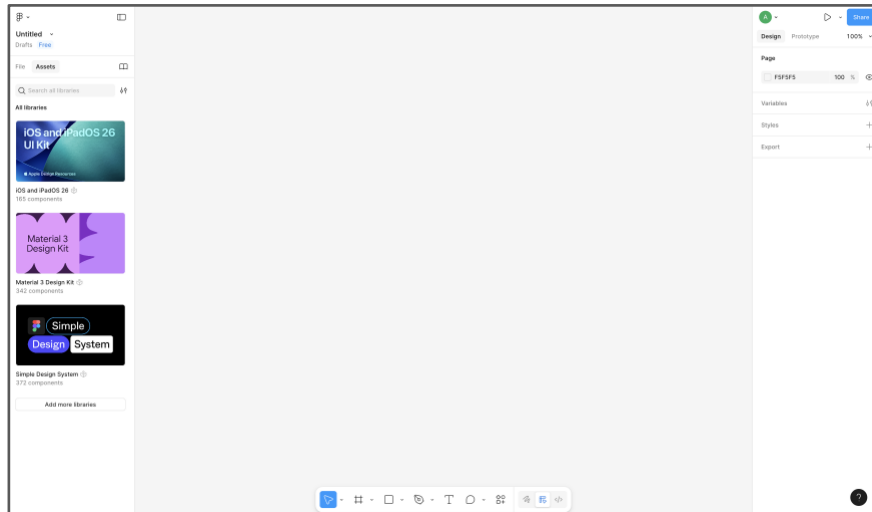 Untitled
Drafts Free
File Assets
Search all libraries
All libraries
iOS and iPadOS 26
UI Kit
Apple Design Resources
iOS and iPadOS 26
165 components
Material 3
Design Kit
Material 3 Design Kit
342 components
Simple
Design System
Simple Design System
372 components
Add more libraries
A
Share
Design Prototype 100%
Page
F5F5F5 100 %
Variables
Styles
Export
?